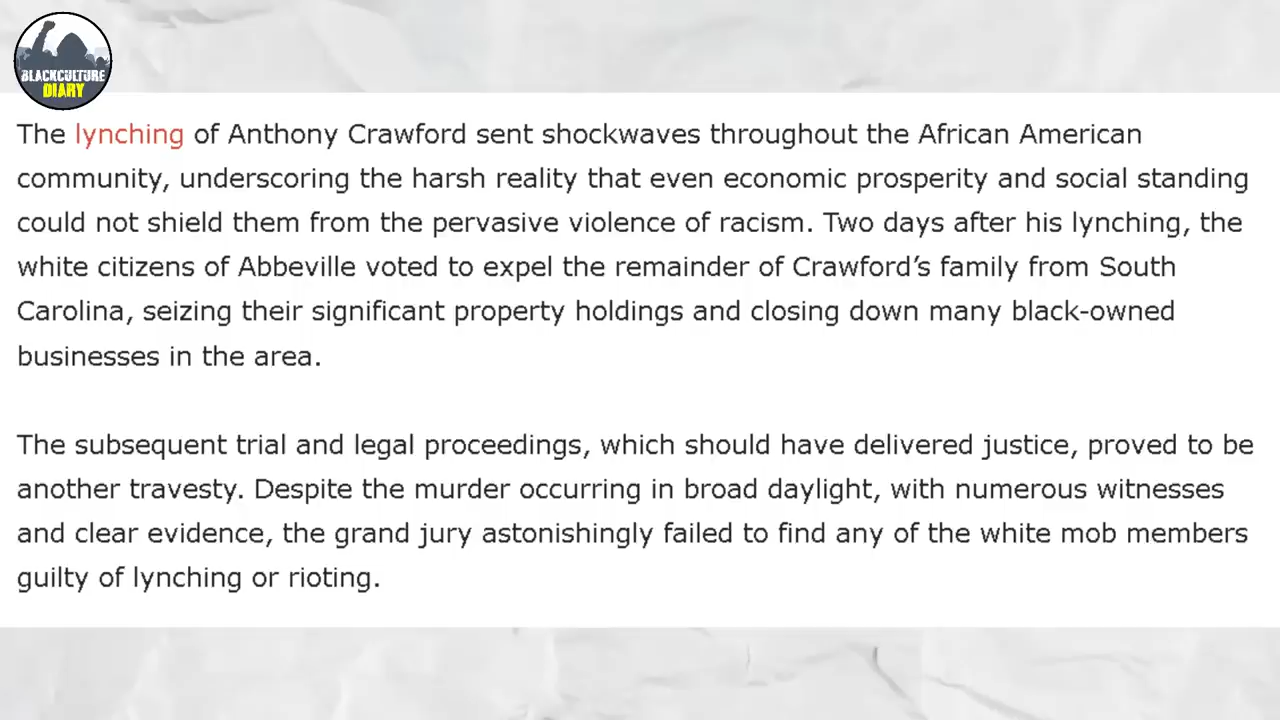 BLACKCULTURE
DIARY
The lynching of Anthony Crawford sent shockwaves throughout the African American
community, underscoring the harsh reality that even economic prosperity and social standing
could not shield them from the pervasive violence of racism. Two days after his lynching, the
white citizens of Abbeville voted to expel the remainder of Crawford’s family from South
Carolina, seizing their significant property holdings and closing down many black-owned
businesses in the area.
The subsequent trial and legal proceedings, which should have delivered justice, proved to be
another travesty. Despite the murder occurring in broad daylight, with numerous witnesses
and clear evidence, the grand jury astonishingly failed to find any of the white mob members
guilty of lynching or rioting.